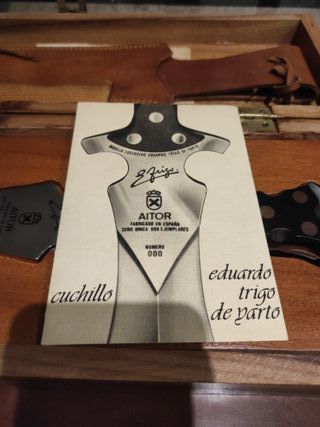 MODELO EXCLUSIVO EDUARDO TRIGO DE YARTO
E Trigo
AITOR
FABRICADO EN ESPAÑA
SERIE UNICA 999 EJEMPLARES
NUMERO
000
cuchillo
eduardo
trigo
de yarto
AITOR